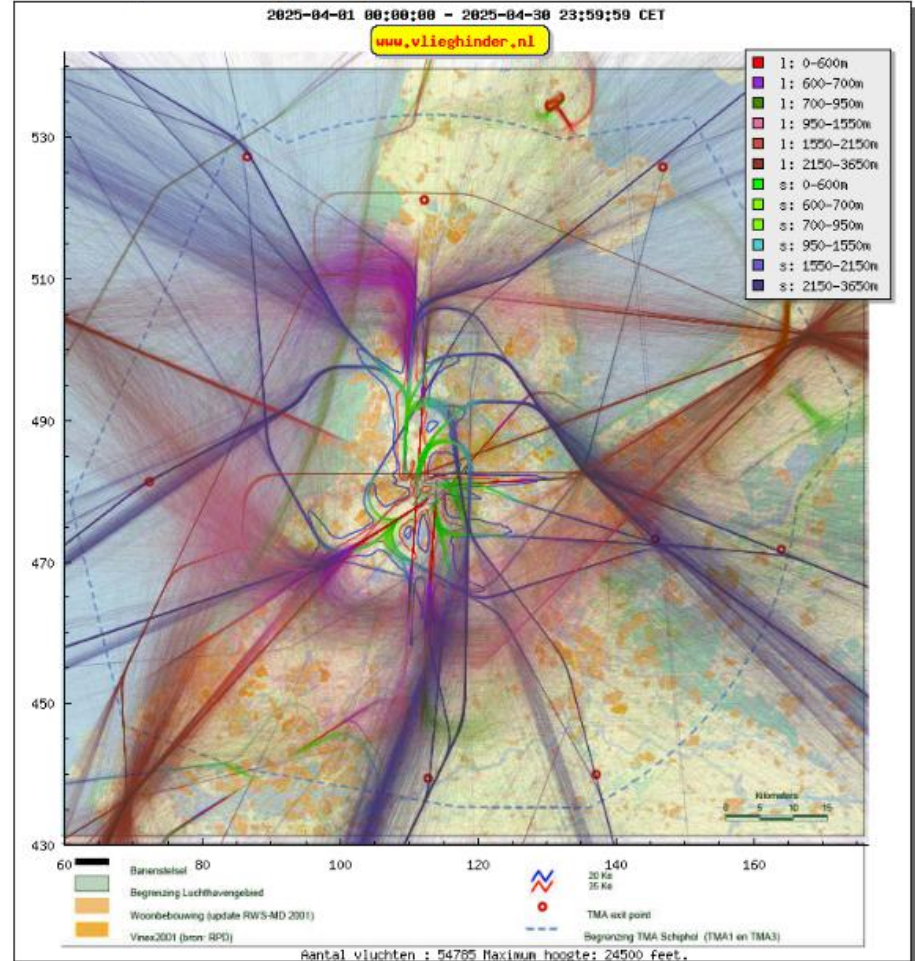 2025-04-01 00:00:00 - 2025-04-30 23:59:59 CET
www.vlieghinder.nl
l: 0-600m
l: 600-700m
l: 700-950m
l: 950-1550m
l: 1550-2150m
l: 2150-3650m
s: 0-600m
s: 600-700m
s: 700-950m
s: 950-1550m
s: 1550-2150m
s: 2150-3650m
530
510
490
470
450
430
Kilometers
0 5 10 15
60 80 100 120 140 160
Banenstelsel
Begrenzing Luchthavengebied
Woonbebouwing (update RWS-MD 2001)
Vinex2001 (bron: RPD)
20 Ke
35 Ke
TMA exit point
Begrenzing TMA Schiphol (TMA1 en TMA3)
Aantal vluchten : 54785 Maximum hoogte: 24500 feet.